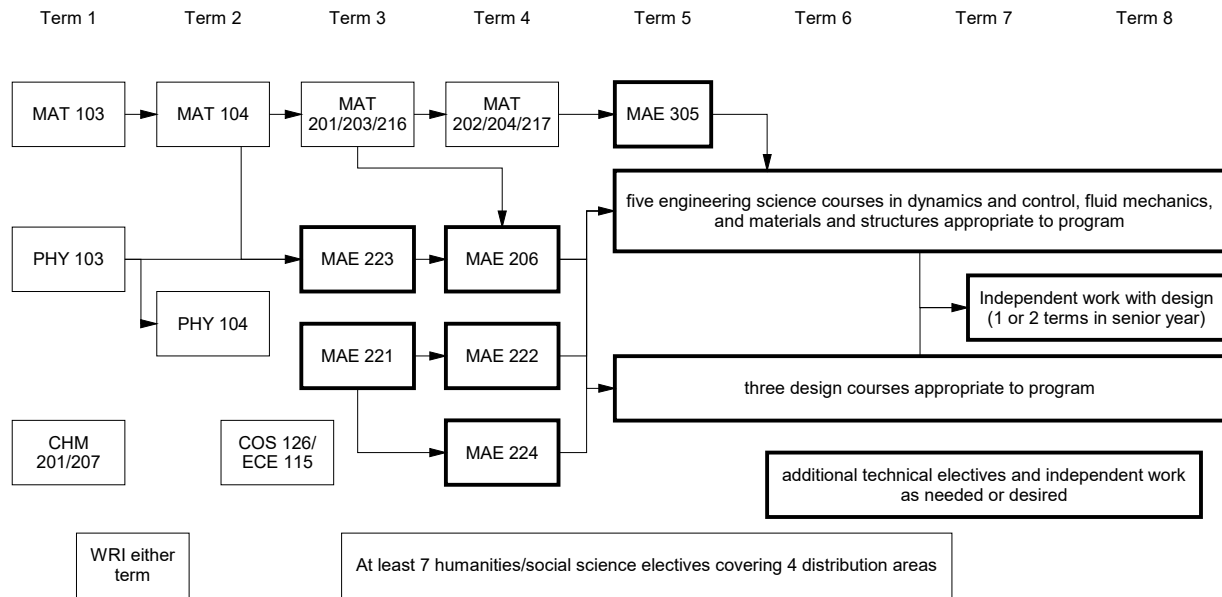 Term 1
Term 2
Term 3
Term 4
Term 5
Term 6
Term 7
Term 8
MAT 103
MAT 104
MAT
201/203/216
MAT
202/204/217
MAE 305
five engineering science courses in dynamics and control, fluid mechanics,
and materials and structures appropriate to program
PHY 103
MAE 223
MAE 206
PHY 104
Independent work with design
(1 or 2 terms in senior year)
MAE 221
MAE 222
three design courses appropriate to program
CHM
201/207
COS 126/
ECE 115
MAE 224
additional technical electives and independent work
as needed or desired
WRI either
term
At least 7 humanities/social science electives covering 4 distribution areas